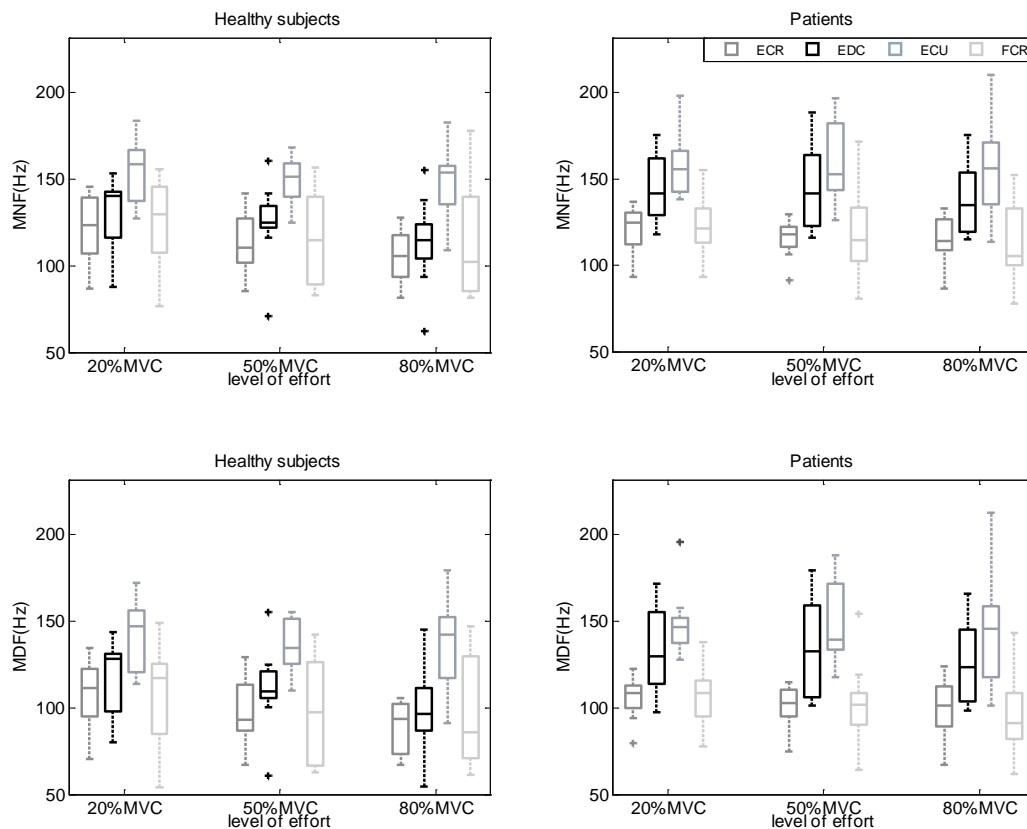 Healthy subjects
MNF(Hz)
200
150
100
50
20%MVC 50%MVC 80%MVC
level of effort
Patients
ECR EDC ECU FCR
MNF(Hz)
200
150
100
50
20%MVC 50%MVC 80%MVC
level of effort
Healthy subjects
MDF(Hz)
200
150
100
50
20%MVC 50%MVC 80%MVC
level of effort
Patients
MDF(Hz)
200
150
100
50
20%MVC 50%MVC 80%MVC
level of effort